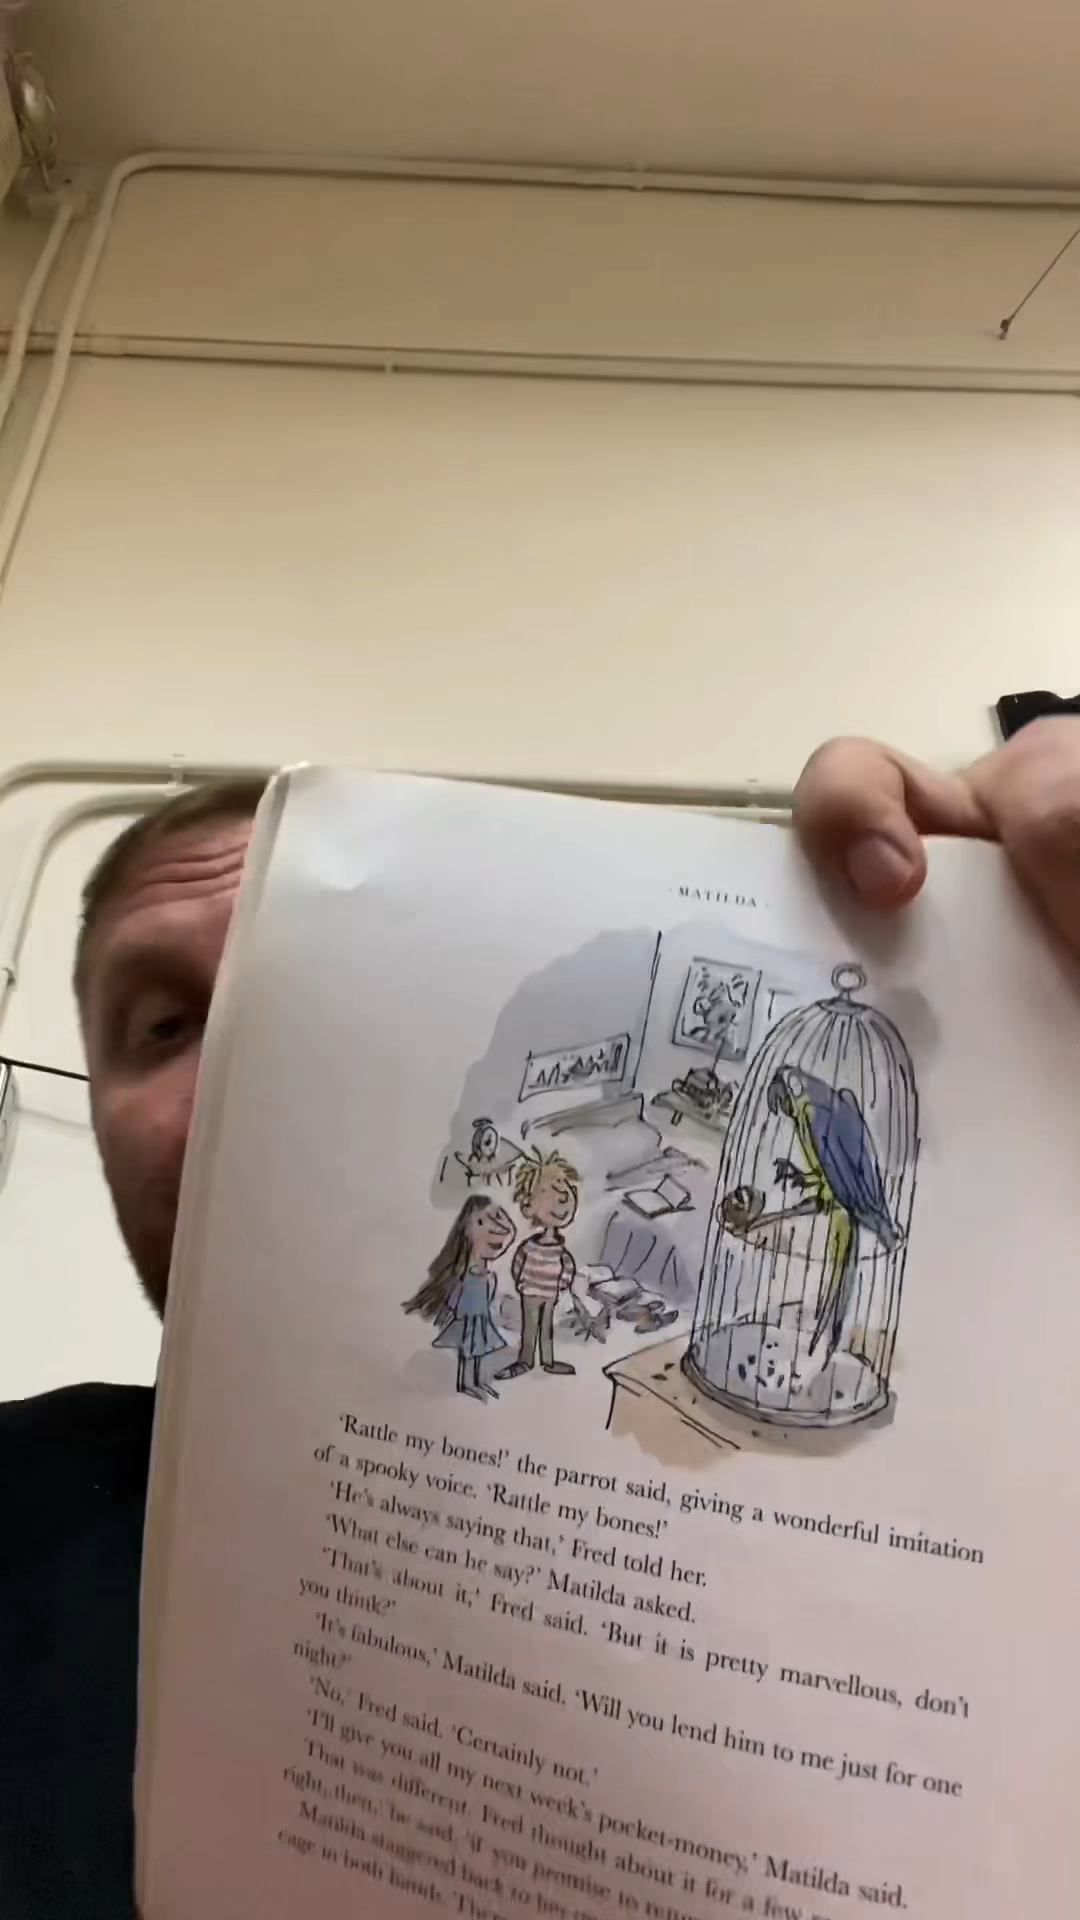 · MATILDA ·
‘Rattle my bones!’ the parrot said, giving a wonderful imitation
of a spooky voice. ‘Rattle my bones!’
‘He’s always saying that,’ Fred told her.
‘What else can he say?’ Matilda asked.
‘That’s about it,’ Fred said. ‘But it is pretty marvellous, don’t
you think?’
‘It’s fabulous,’ Matilda said. ‘Will you lend him to me just for one
night?’
‘No,’ Fred said. ‘Certainly not.’
‘I’ll give you all my next week’s pocket-money,’ Matilda said.
That was different. Fred thought about it for a few
right, then,’ he said, ‘if you promise to
Matilda staggered back to her
cage in both hands.